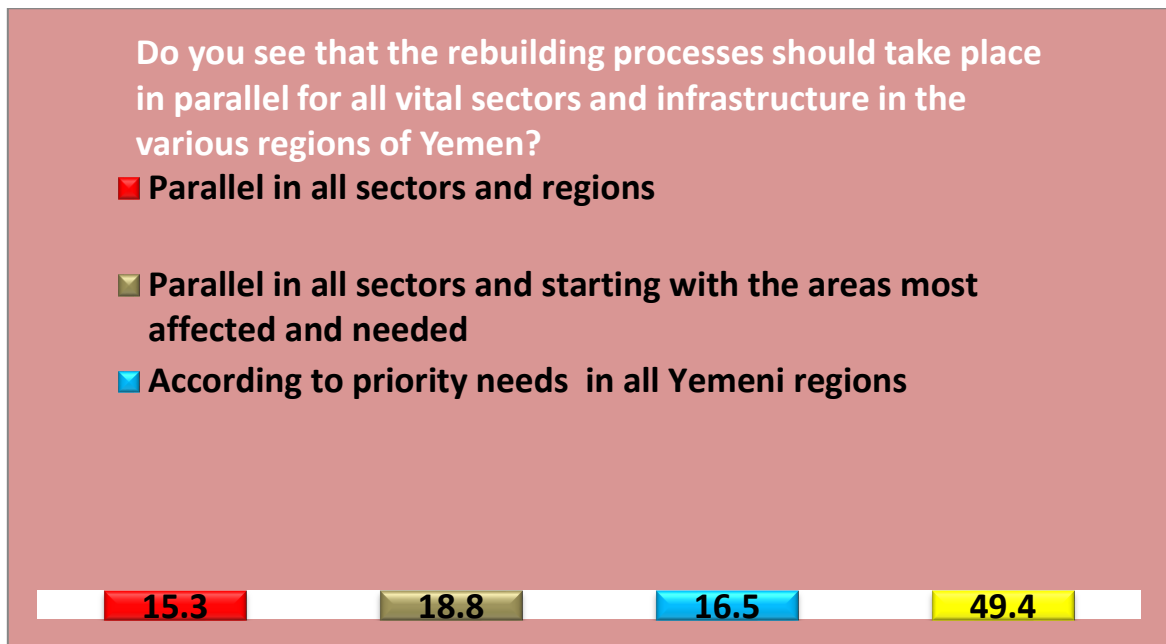 Do you see that the rebuilding processes should take place
in parallel for all vital sectors and infrastructure in the
various regions of Yemen?
Parallel in all sectors and regions
Parallel in all sectors and starting with the areas most
affected and needed
According to priority needs in all Yemeni regions
15.3 18.8 16.5 49.4